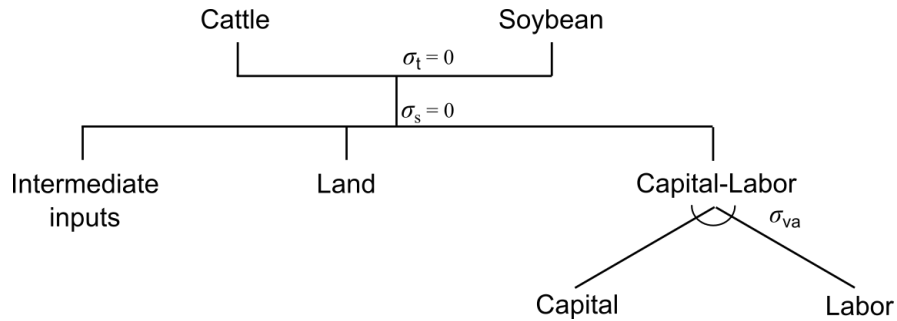 Cattle
Soybean
σt = 0
σs = 0
Intermediate
inputs
Land
Capital-Labor
σva
Capital
Labor